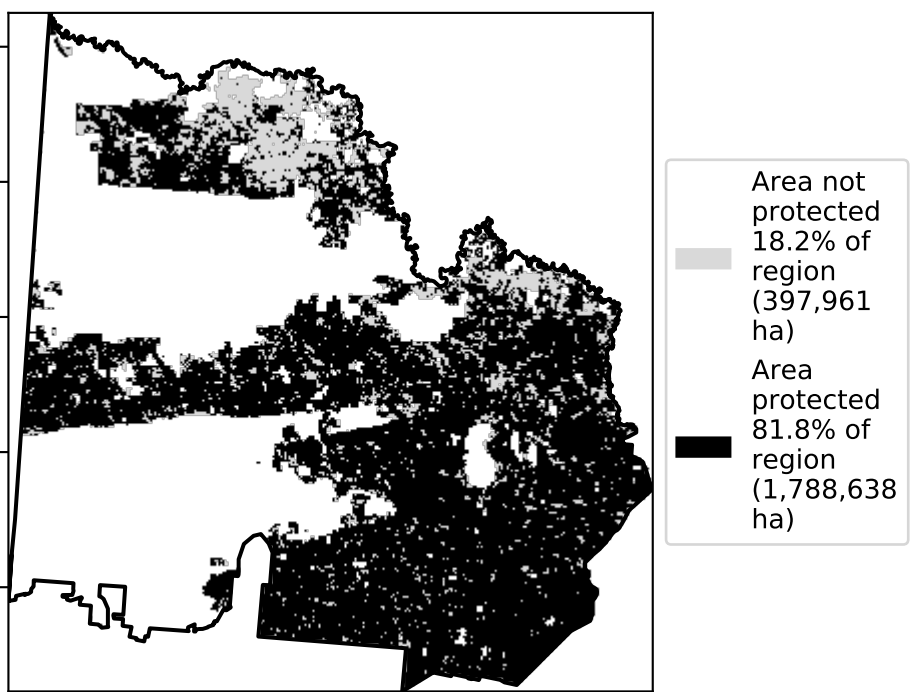 Area not
protected
18.2% of
region
(397,961
ha)
Area
protected
81.8% of
region
(1,788,638
ha)